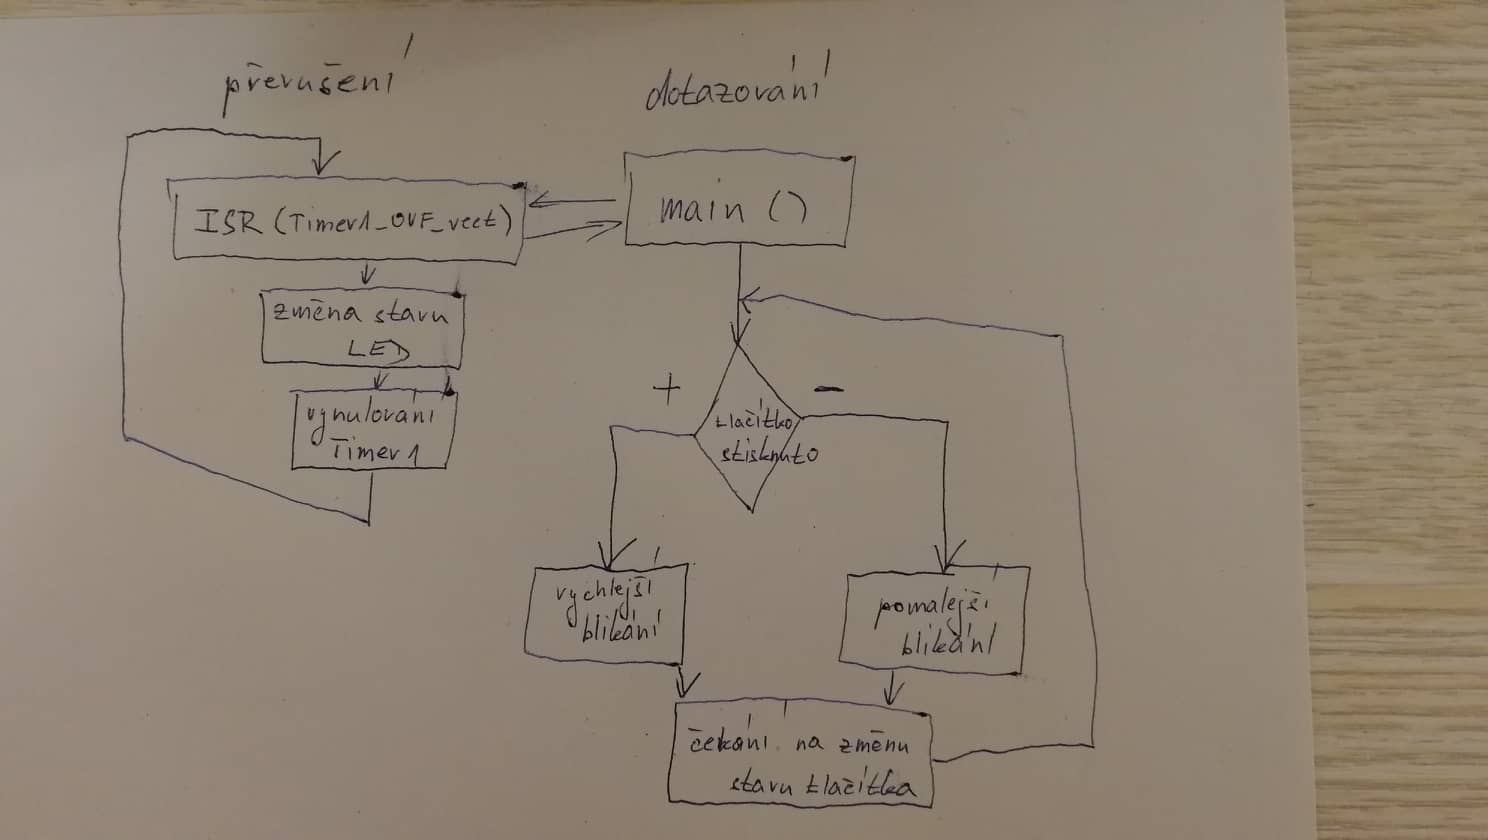 přerušení
dotazování
ISR (Timer1_OVF_vect)
main ()
změna stavu
LED
vynulování
Timer1
+
-
tlačítko
stisknuto
rychlejší
blikání
pomalejší
blikání
čekání na změnu
stavu tlačítka